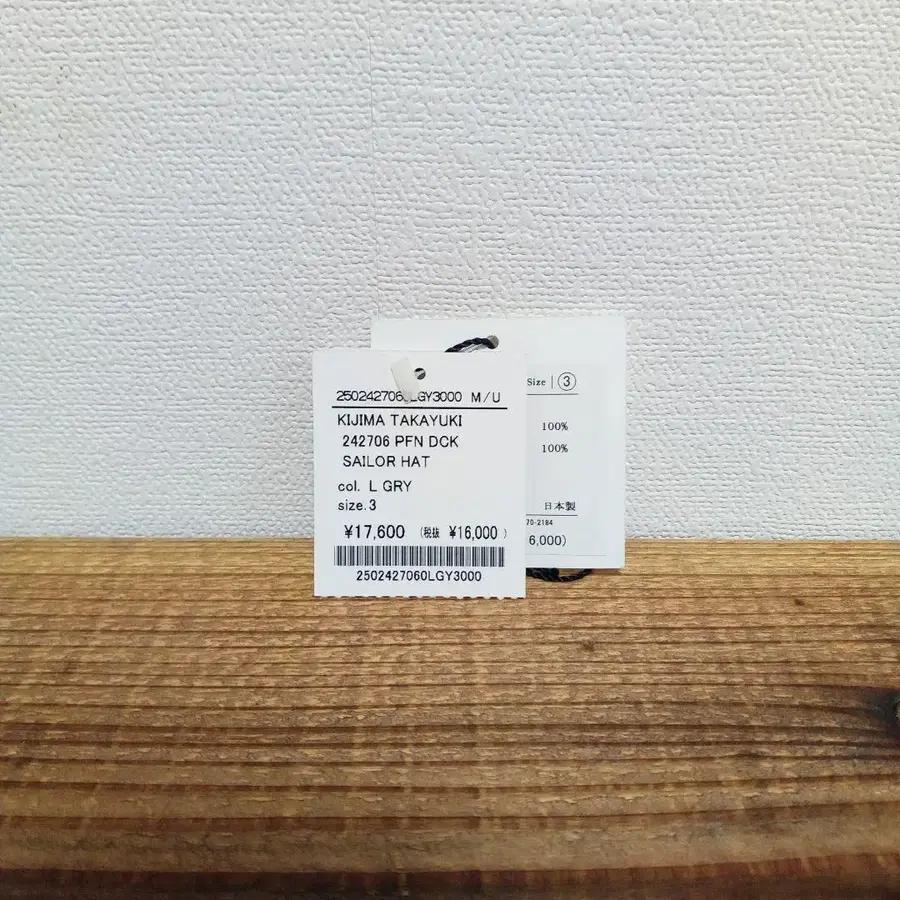 2502427060LGY3000 M/U
KIJIMA TAKAYUKI
242706 PFN DCK
SAILOR HAT
col. L GRY
size.3
¥17,600 (税抜 ¥16,000)
2502427060LGY3000
Size | ③
100%
100%
日本製
70-2184
6,000)